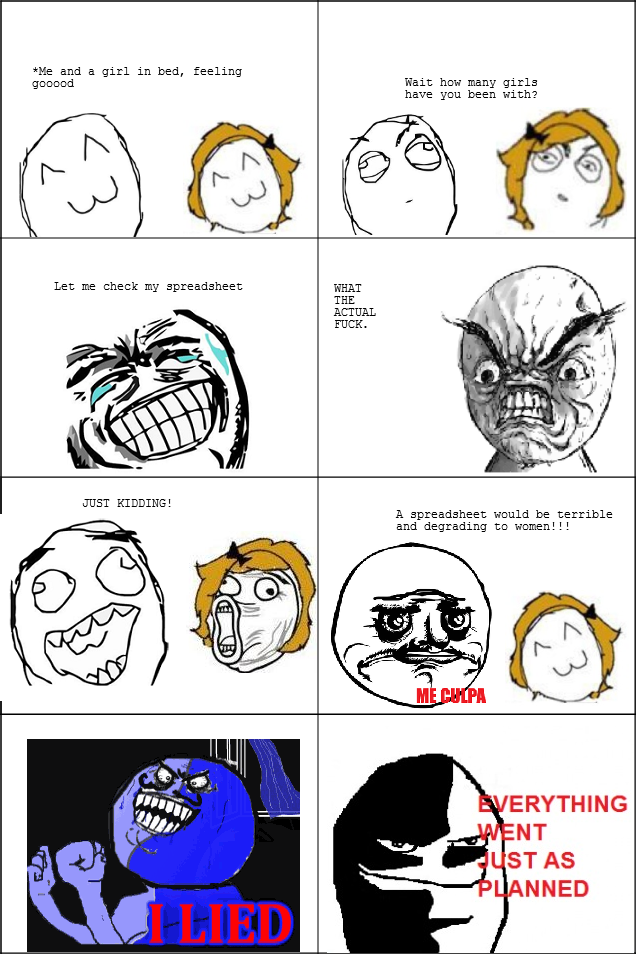 *Me and a girl in bed, feeling
gooood
Wait how many girls
have you been with?
Let me check my spreadsheet
WHAT
THE
ACTUAL
FUCK.
JUST KIDDING!
A spreadsheet would be terrible
and degrading to women!!!
ME CULPA
I LIED
EVERYTHING
WENT
JUST AS
PLANNED